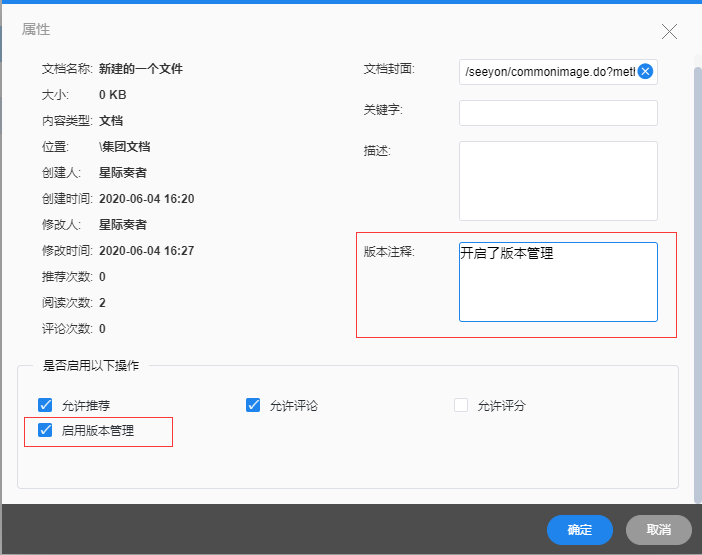 属性
文档名称: 新建的一个文件
大小: 0 KB
内容类型: 文档
位置: \集团文档
创建人: 星际奏者
创建时间: 2020-06-04 16:20
修改人: 星际奏者
修改时间: 2020-06-04 16:27
推荐次数: 0
阅读次数: 2
评论次数: 0
文档封面: /seeyon/commonimage.do?meth
关键字:
描述:
版本注释: 开启了版本管理
是否启用以下操作
允许推荐 允许评论 允许评分
启用版本管理
确定 取消